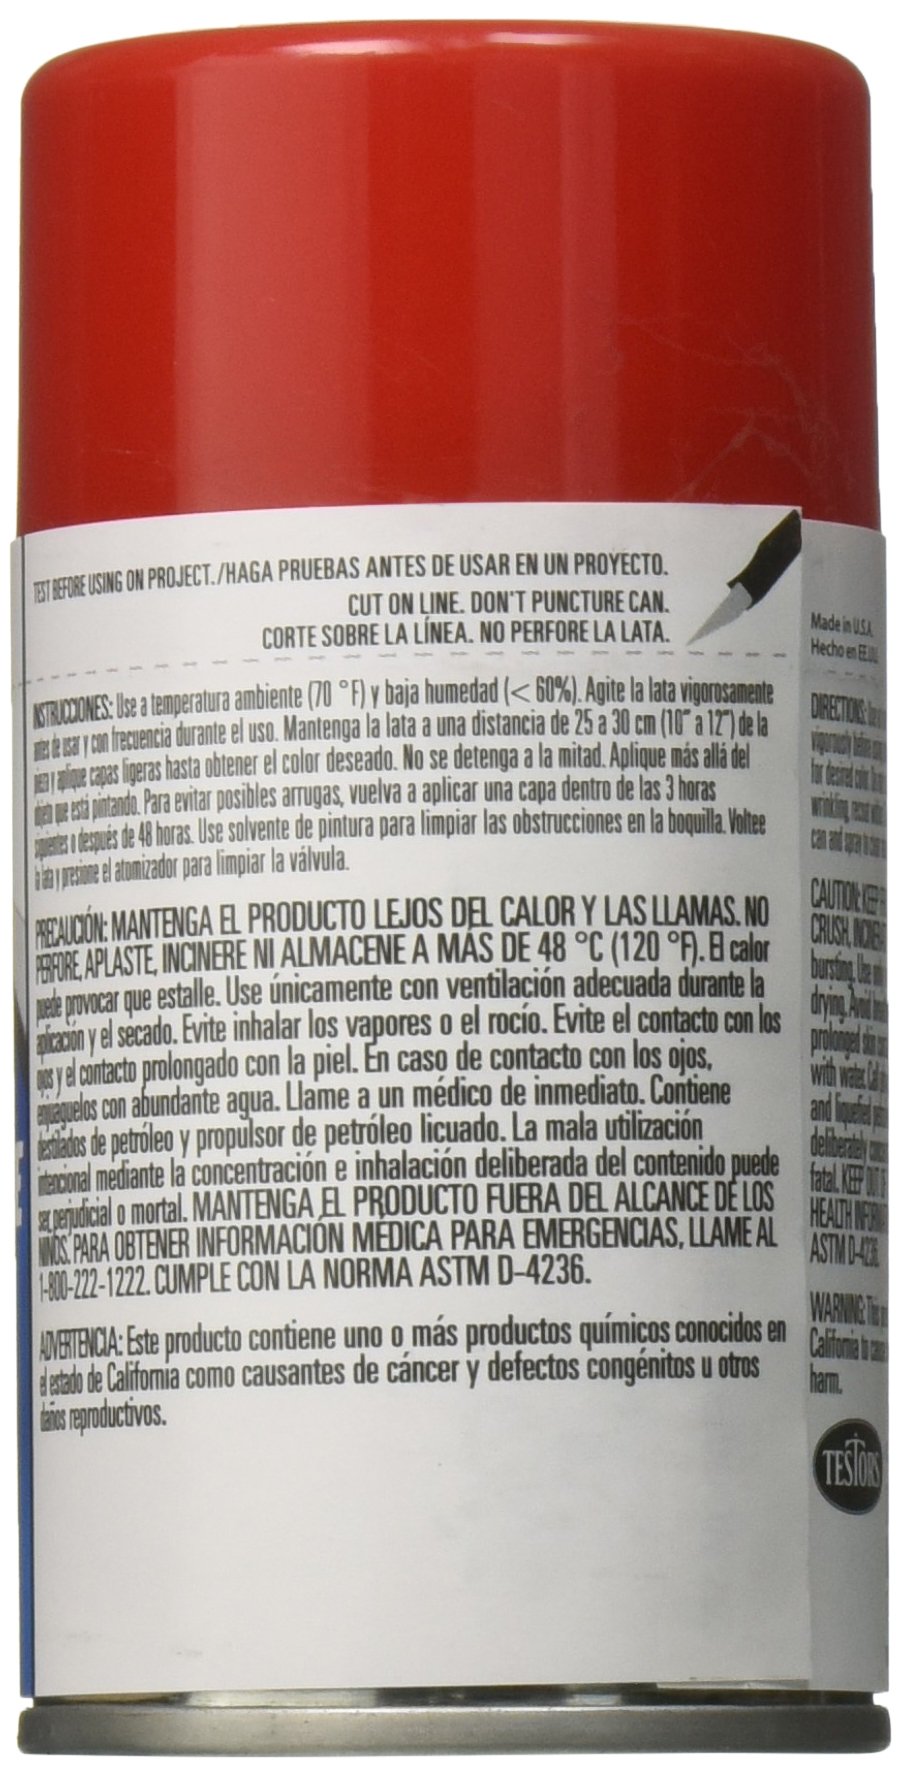 TEST BEFORE USING ON PROJECT./HAGA PRUEBAS ANTES DE USAR EN UN PROYECTO.
CUT ON LINE. DON'T PUNCTURE CAN.
CORTE SOBRE LA LÍNEA. NO PERFORE LA LATA.
INSTRUCCIONES: Use a temperatura ambiente (70 °F) y baja humedad (< 60%). Agite la lata vigorosamente
antes de usar y con frecuencia durante el uso. Mantenga la lata a una distancia de 25 a 30 cm (10" a 12") de la
pieza y aplique capas ligeras hasta obtener el color deseado. No se detenga a la mitad. Aplique más allá del
objeto que está pintando. Para evitar posibles arrugas, vuelva a aplicar una capa dentro de las 3 horas
siguientes o después de 48 horas. Use solvente de pintura para limpiar las obstrucciones en la boquilla. Voltee
la lata y presione el atomizador para limpiar la válvula.
PRECAUCIÓN: MANTENGA EL PRODUCTO LEJOS DEL CALOR Y LAS LLAMAS. NO
PERFORE, APLASTE, INCINERE NI ALMACENE A MÁS DE 48 °C (120 °F). El calor
puede provocar que estalle. Use únicamente con ventilación adecuada durante la
aplicación y el secado. Evite inhalar los vapores o el rocío. Evite el contacto con los
ojos y el contacto prolongado con la piel. En caso de contacto con los ojos,
enjuáguelos con abundante agua. Llame a un médico de inmediato. Contiene
destilados de petróleo y propulsor de petróleo licuado. La mala utilización
intencional mediante la concentración e inhalación deliberada del contenido puede
ser perjudicial o mortal. MANTENGA EL PRODUCTO FUERA DEL ALCANCE DE LOS
NIÑOS. PARA OBTENER INFORMACIÓN MÉDICA PARA EMERGENCIAS, LLAME AL
1-800-222-1222. CUMPLE CON LA NORMA ASTM D-4236.
ADVERTENCIA: Este producto contiene uno o más productos químicos conocidos en
el estado de California como causantes de cáncer y defectos congénitos u otros
daños reproductivos.
Made in U.S.A.
Hecho en EE.UU.
DIRECTIONS: Use
vigorously before
for desired color.
wrinkling, recoat
can and spray to clear
CAUTION: KEEP
CRUSH,
bursting. Use
drying. Avoid
prolonged skin
with water. Call
and liquefied
deliberately
fatal. KEEP OUT OF
HEALTH
ASTM D-4236.
WARNING: This
California to cause
harm.
TESTORS